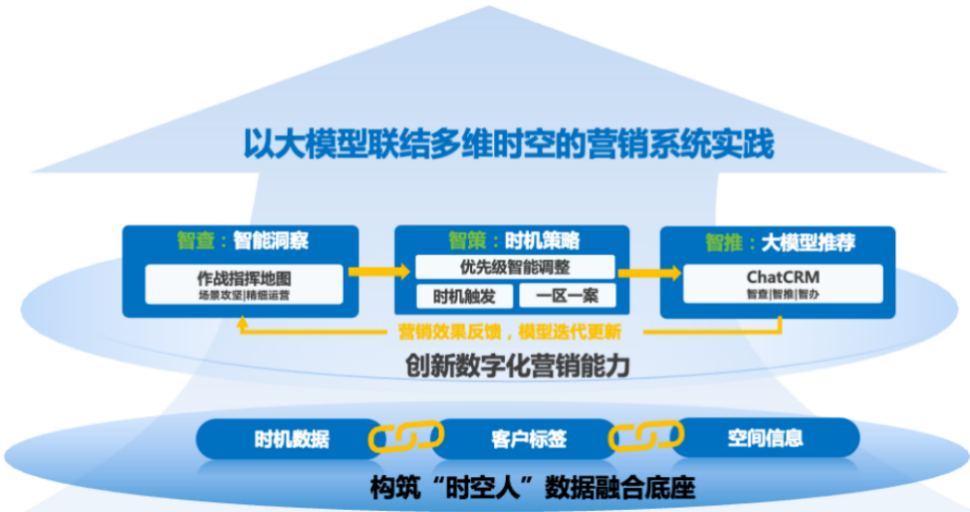 以大模型联结多维时空的营销系统实践
智查：智能洞察
作战指挥地图
场景攻坚|精细运营
智策：时机策略
优先级智能调整
时机触发
一区一案
智推：大模型推荐
ChatCRM
智查|智推|智办
营销效果反馈，模型迭代更新
创新数字化营销能力
时机数据
客户标签
空间信息
构筑“时空人”数据融合底座